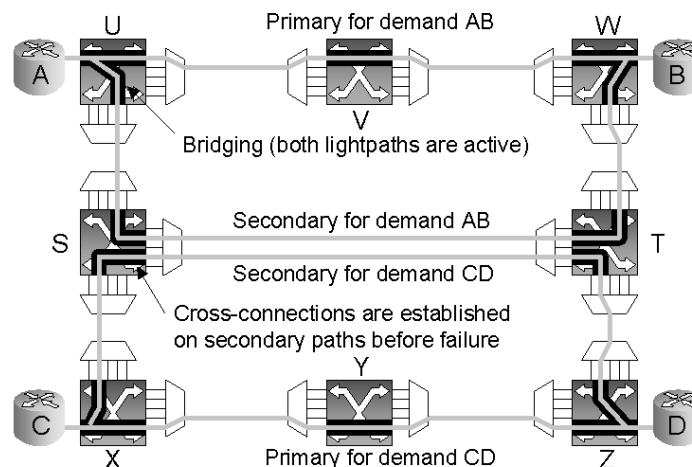 Primary for demand AB
U
W
A
B
V
Bridging (both lightpaths are active)
Secondary for demand AB
S
T
Secondary for demand CD
Cross-connections are established
on secondary paths before failure
Y
C
D
X
Z
Primary for demand CD